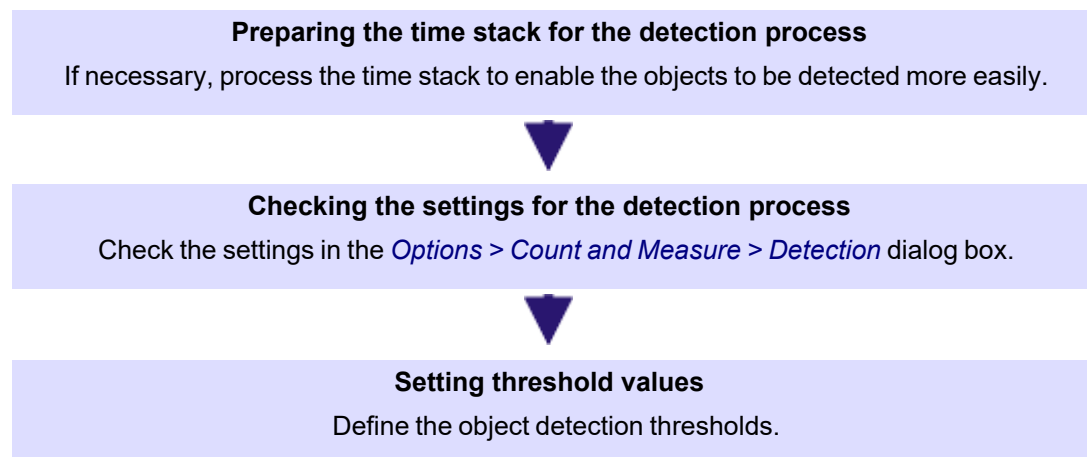 Preparing the time stack for the detection process
If necessary, process the time stack to enable the objects to be detected more easily.
Checking the settings for the detection process
Check the settings in the Options > Count and Measure > Detection dialog box.
Setting threshold values
Define the object detection thresholds.